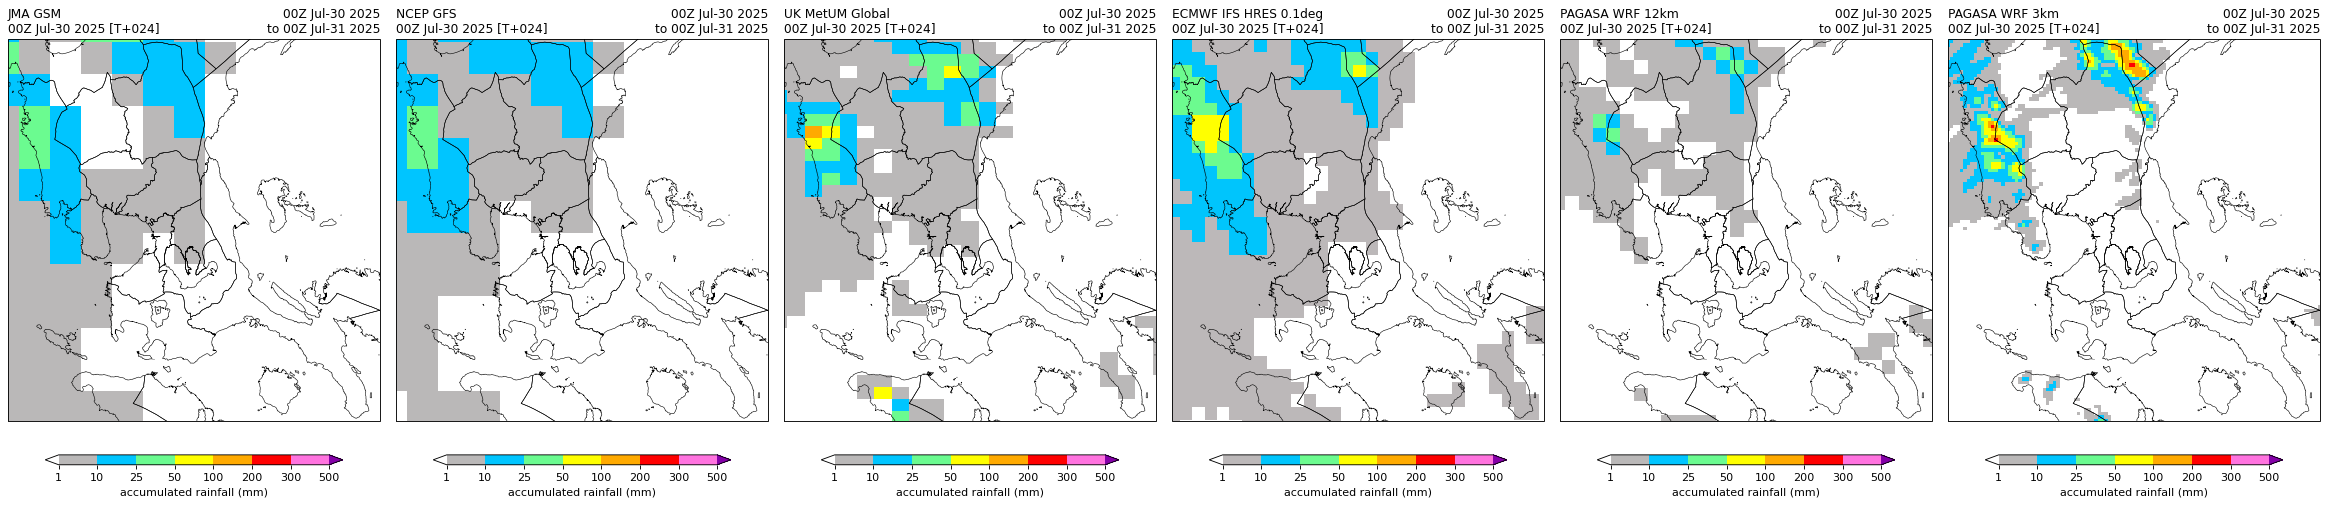 JMA GSM
00Z Jul-30 2025 [T+024]
00Z Jul-30 2025
to 00Z Jul-31 2025
1 10 25 50 100 200 300 500
accumulated rainfall (mm)
NCEP GFS
00Z Jul-30 2025 [T+024]
00Z Jul-30 2025
to 00Z Jul-31 2025
1 10 25 50 100 200 300 500
accumulated rainfall (mm)
UK MetUM Global
00Z Jul-30 2025 [T+024]
00Z Jul-30 2025
to 00Z Jul-31 2025
1 10 25 50 100 200 300 500
accumulated rainfall (mm)
ECMWF IFS HRES 0.1deg
00Z Jul-30 2025 [T+024]
00Z Jul-30 2025
to 00Z Jul-31 2025
1 10 25 50 100 200 300 500
accumulated rainfall (mm)
PAGASA WRF 12km
00Z Jul-30 2025 [T+024]
00Z Jul-30 2025
to 00Z Jul-31 2025
1 10 25 50 100 200 300 500
accumulated rainfall (mm)
PAGASA WRF 3km
00Z Jul-30 2025 [T+024]
00Z Jul-30 2025
to 00Z Jul-31 2025
1 10 25 50 100 200 300 500
accumulated rainfall (mm)